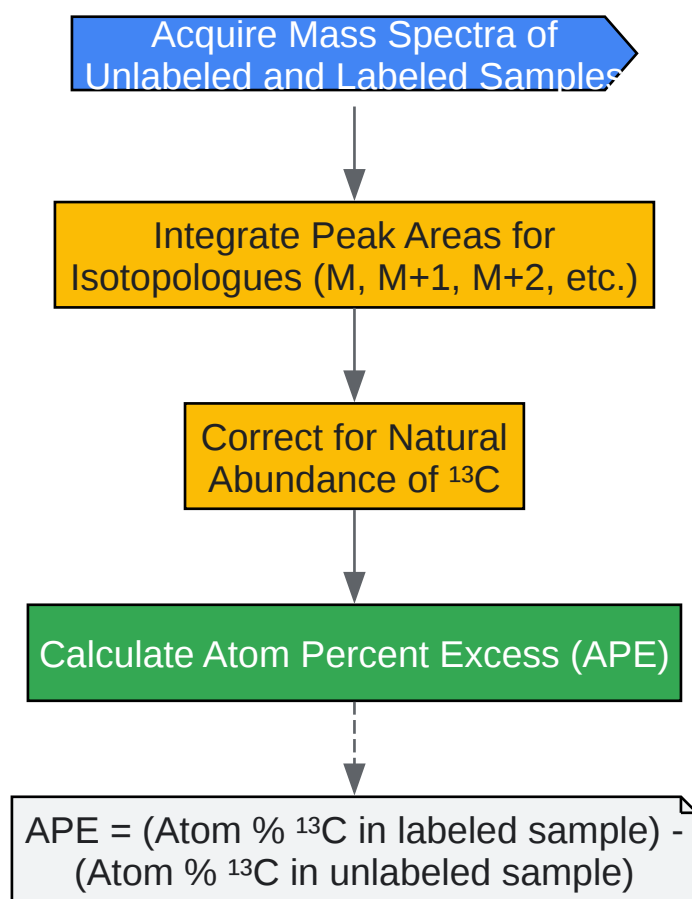 Acquire Mass Spectra of
Unlabeled and Labeled Samples
Integrate Peak Areas for
Isotopologues (M, M+1, M+2, etc.)
Correct for Natural
Abundance of ¹³C
Calculate Atom Percent Excess (APE)
APE = (Atom % ¹³C in labeled sample) -
(Atom % ¹³C in unlabeled sample)